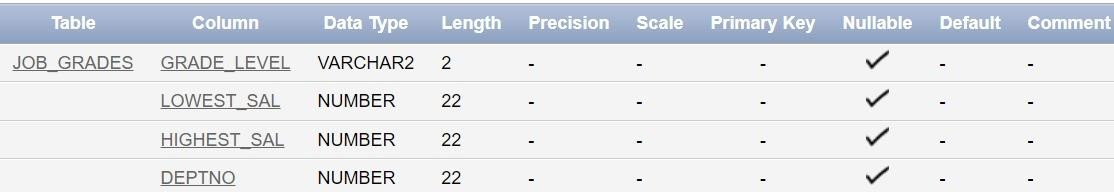 Table Column Data Type Length Precision Scale Primary Key Nullable Default Comment
JOB_GRADES GRADE_LEVEL VARCHAR2 2 - - - ✓ - -
LOWEST_SAL NUMBER 22 - - - ✓ - -
HIGHEST_SAL NUMBER 22 - - - ✓ - -
DEPTNO NUMBER 22 - - - ✓ - -